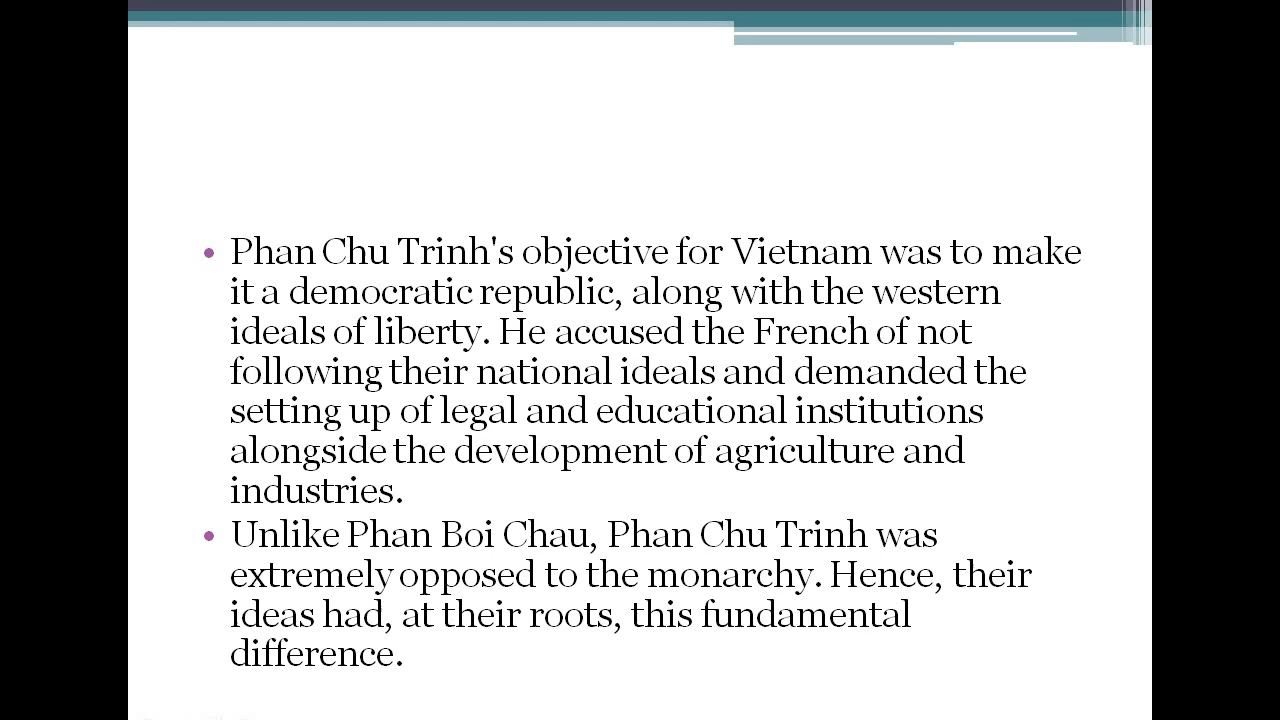 • Phan Chu Trinh's objective for Vietnam was to make
it a democratic republic, along with the western
ideals of liberty. He accused the French of not
following their national ideals and demanded the
setting up of legal and educational institutions
alongside the development of agriculture and
industries.
• Unlike Phan Boi Chau, Phan Chu Trinh was
extremely opposed to the monarchy. Hence, their
ideas had, at their roots, this fundamental
difference.